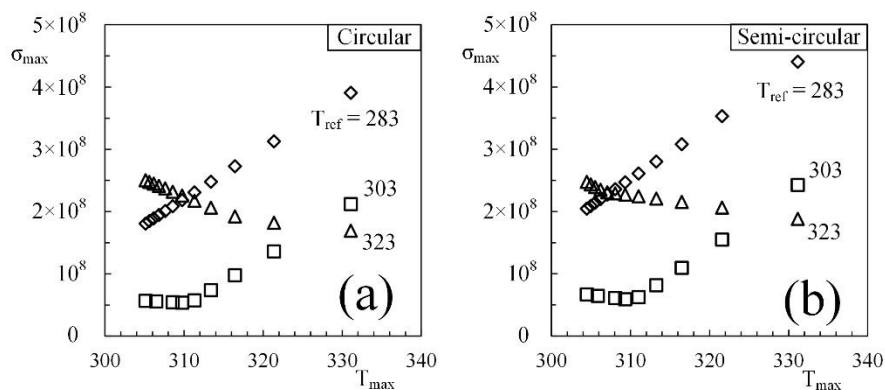 5×10⁸
σmax
4×10⁸
3×10⁸
2×10⁸
10⁸
0
Circular
Tref = 283
303
323
(a)
300 310 320 330 340
Tmax
5×10⁸
σmax
4×10⁸
3×10⁸
2×10⁸
10⁸
0
Semi-circular
Tref = 283
303
323
(b)
300 310 320 330 340
Tmax